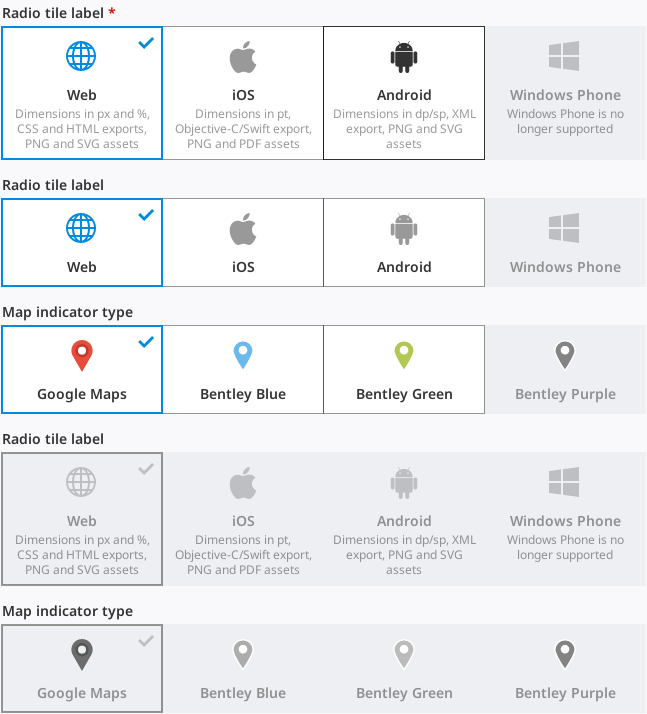 Radio tile label *
Web
Dimensions in px and %,
CSS and HTML exports,
PNG and SVG assets
iOS
Dimensions in pt,
Objective-C/Swift export,
PNG and PDF assets
Android
Dimensions in dp/sp, XML
export, PNG and SVG
assets
Windows Phone
Windows Phone is no
longer supported
Radio tile label
Web
iOS
Android
Windows Phone
Map indicator type
Google Maps
Bentley Blue
Bentley Green
Bentley Purple
Radio tile label
Web
Dimensions in px and %,
CSS and HTML exports,
PNG and SVG assets
iOS
Dimensions in pt,
Objective-C/Swift export,
PNG and PDF assets
Android
Dimensions in dp/sp, XML
export, PNG and SVG
assets
Windows Phone
Windows Phone is no
longer supported
Map indicator type
Google Maps
Bentley Blue
Bentley Green
Bentley Purple